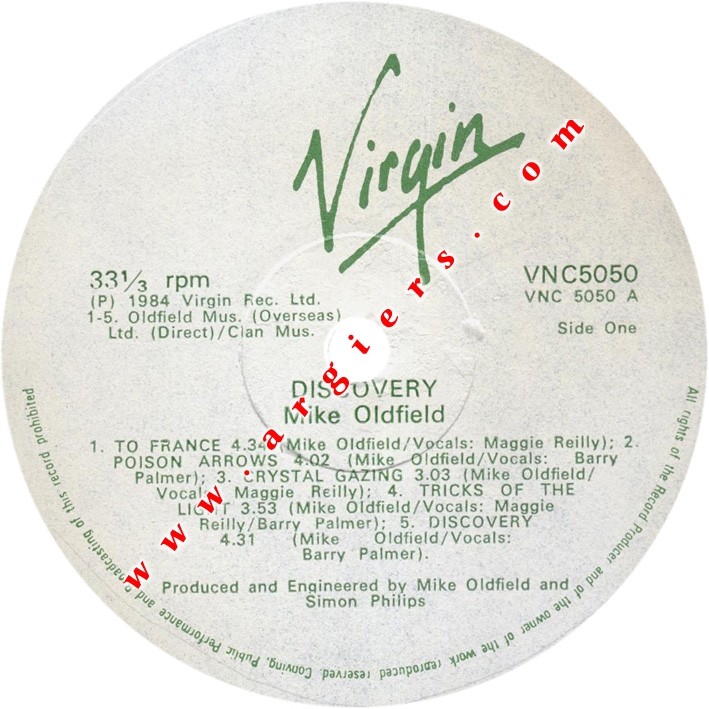 Virgin
33⅓ rpm
(P) 1984 Virgin Rec. Ltd.
1-5. Oldfield Mus. (Overseas)
Ltd. (Direct)/Clan Mus.
VNC5050
VNC 5050 A
Side One
DISCOVERY
Mike Oldfield
1. TO FRANCE 4.34 (Mike Oldfield/Vocals: Maggie Reilly); 2.
POISON ARROWS 4.02 (Mike Oldfield/Vocals: Barry
Palmer); 3. CRYSTAL GAZING 3.03 (Mike Oldfield/
Vocals: Maggie Reilly); 4. TRICKS OF THE
LIGHT 3.53 (Mike Oldfield/Vocals: Maggie
Reilly/Barry Palmer); 5. DISCOVERY
4.31 (Mike Oldfield/Vocals:
Barry Palmer).
Produced and Engineered by Mike Oldfield and
Simon Philips
All rights of the Record Producer and of the owner of the work reproduced reserved. Conving, Public Performance and Broadcasting of this record prohibited
www.argiers.com